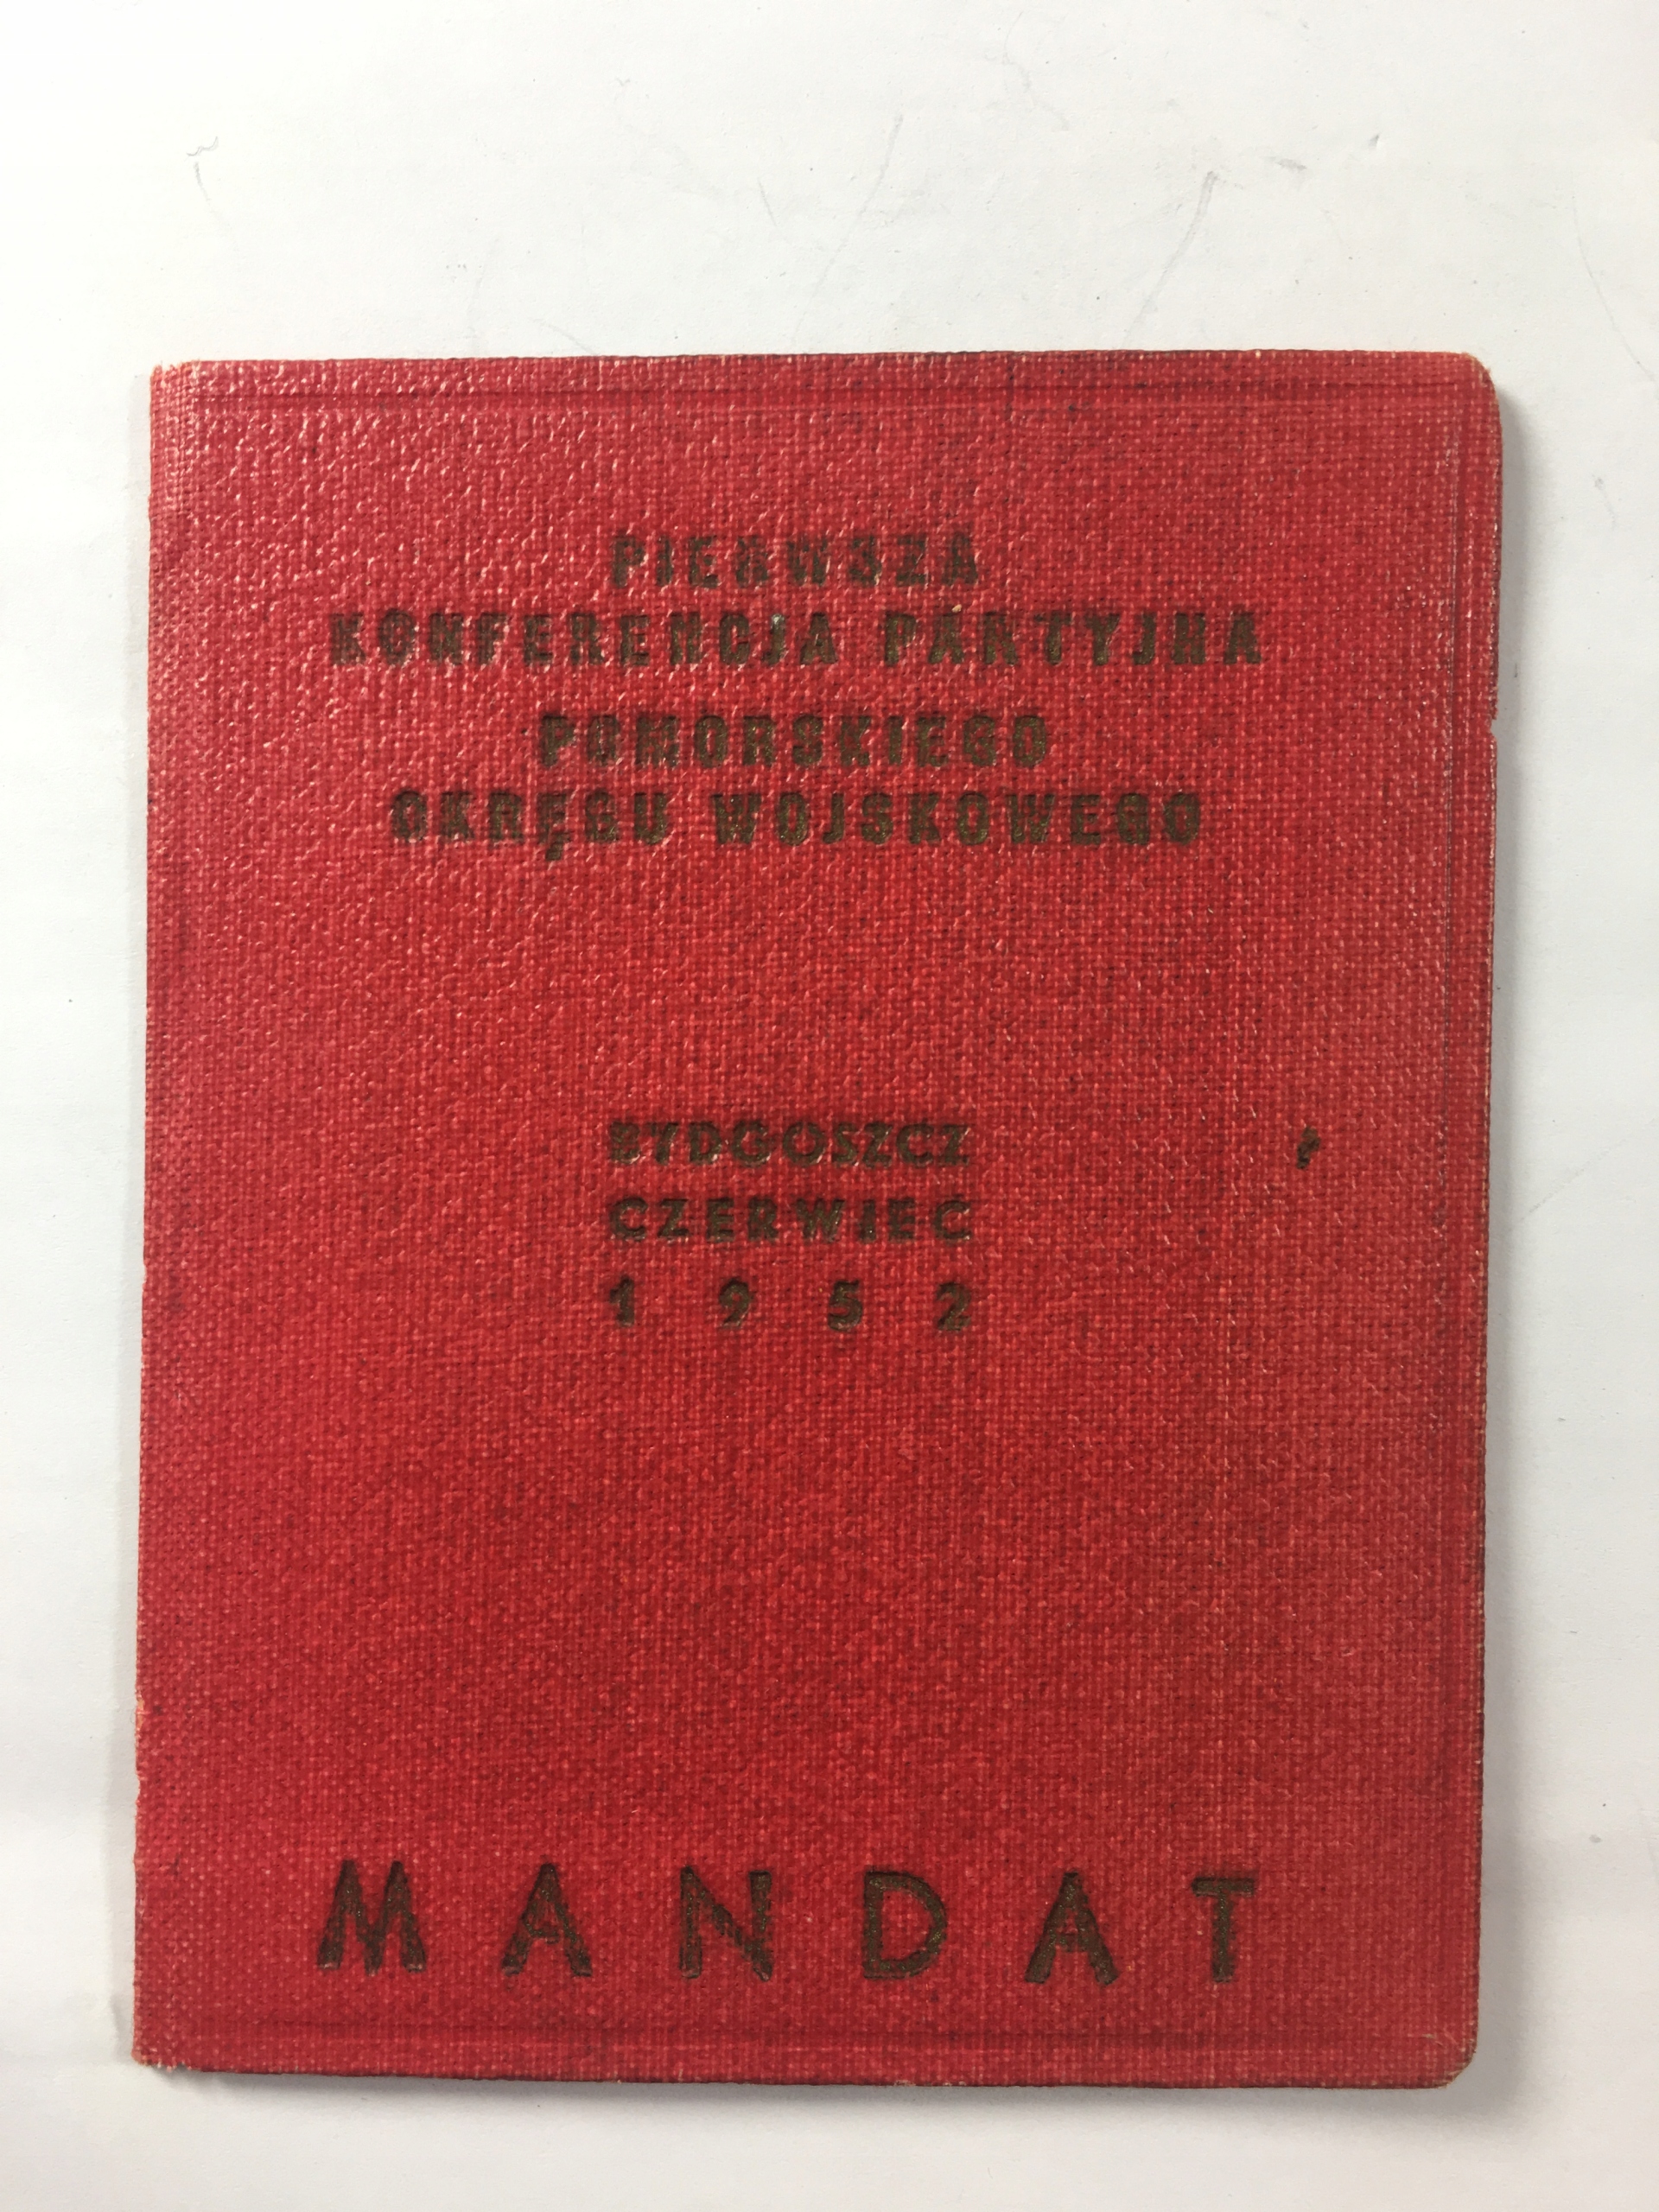 PIERWSZA
KONFERENCJA PARTYJNA
POMORSKIEGO
OKRĘGU WOJSKOWEGO
BYDGOSZCZ
CZERWIEC
1952
MANDAT